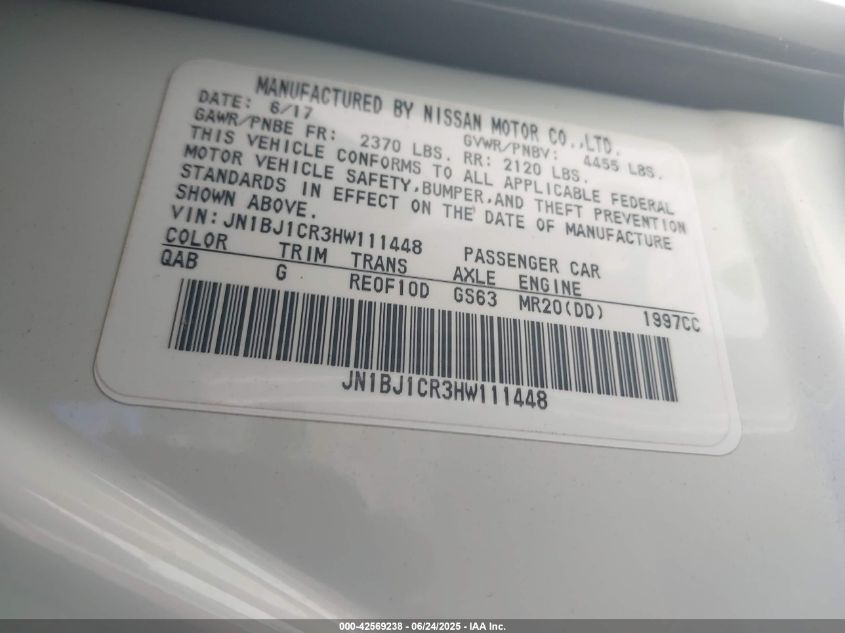 MANUFACTURED BY NISSAN MOTOR CO.,LTD.
DATE: 6/17 GVWR/PNBV: 4455 LBS.
GAWR/PNBE FR: 2370 LBS. RR: 2120 LBS.
THIS VEHICLE CONFORMS TO ALL APPLICABLE FEDERAL
MOTOR VEHICLE SAFETY,BUMPER,AND THEFT PREVENTION
STANDARDS IN EFFECT ON THE DATE OF MANUFACTURE
SHOWN ABOVE.
VIN:JN1BJ1CR3HW111448 PASSENGER CAR
COLOR TRIM TRANS AXLE ENGINE
QAB G RE0F10D GS63 MR20(DD) 1997CC
JN1BJ1CR3HW111448
000-42569238 - 06/24/2025 - IAA Inc.